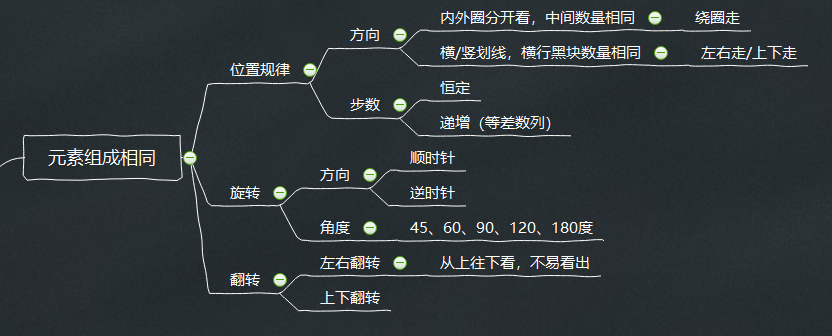 元素组成相同
位置规律
方向
内外圈分开看，中间数量相同
绕圈走
横/竖划线，横行黑块数量相同
左右走/上下走
步数
恒定
递增（等差数列）
旋转
方向
顺时针
逆时针
角度
45、60、90、120、180度
翻转
左右翻转
从上往下看，不易看出
上下翻转